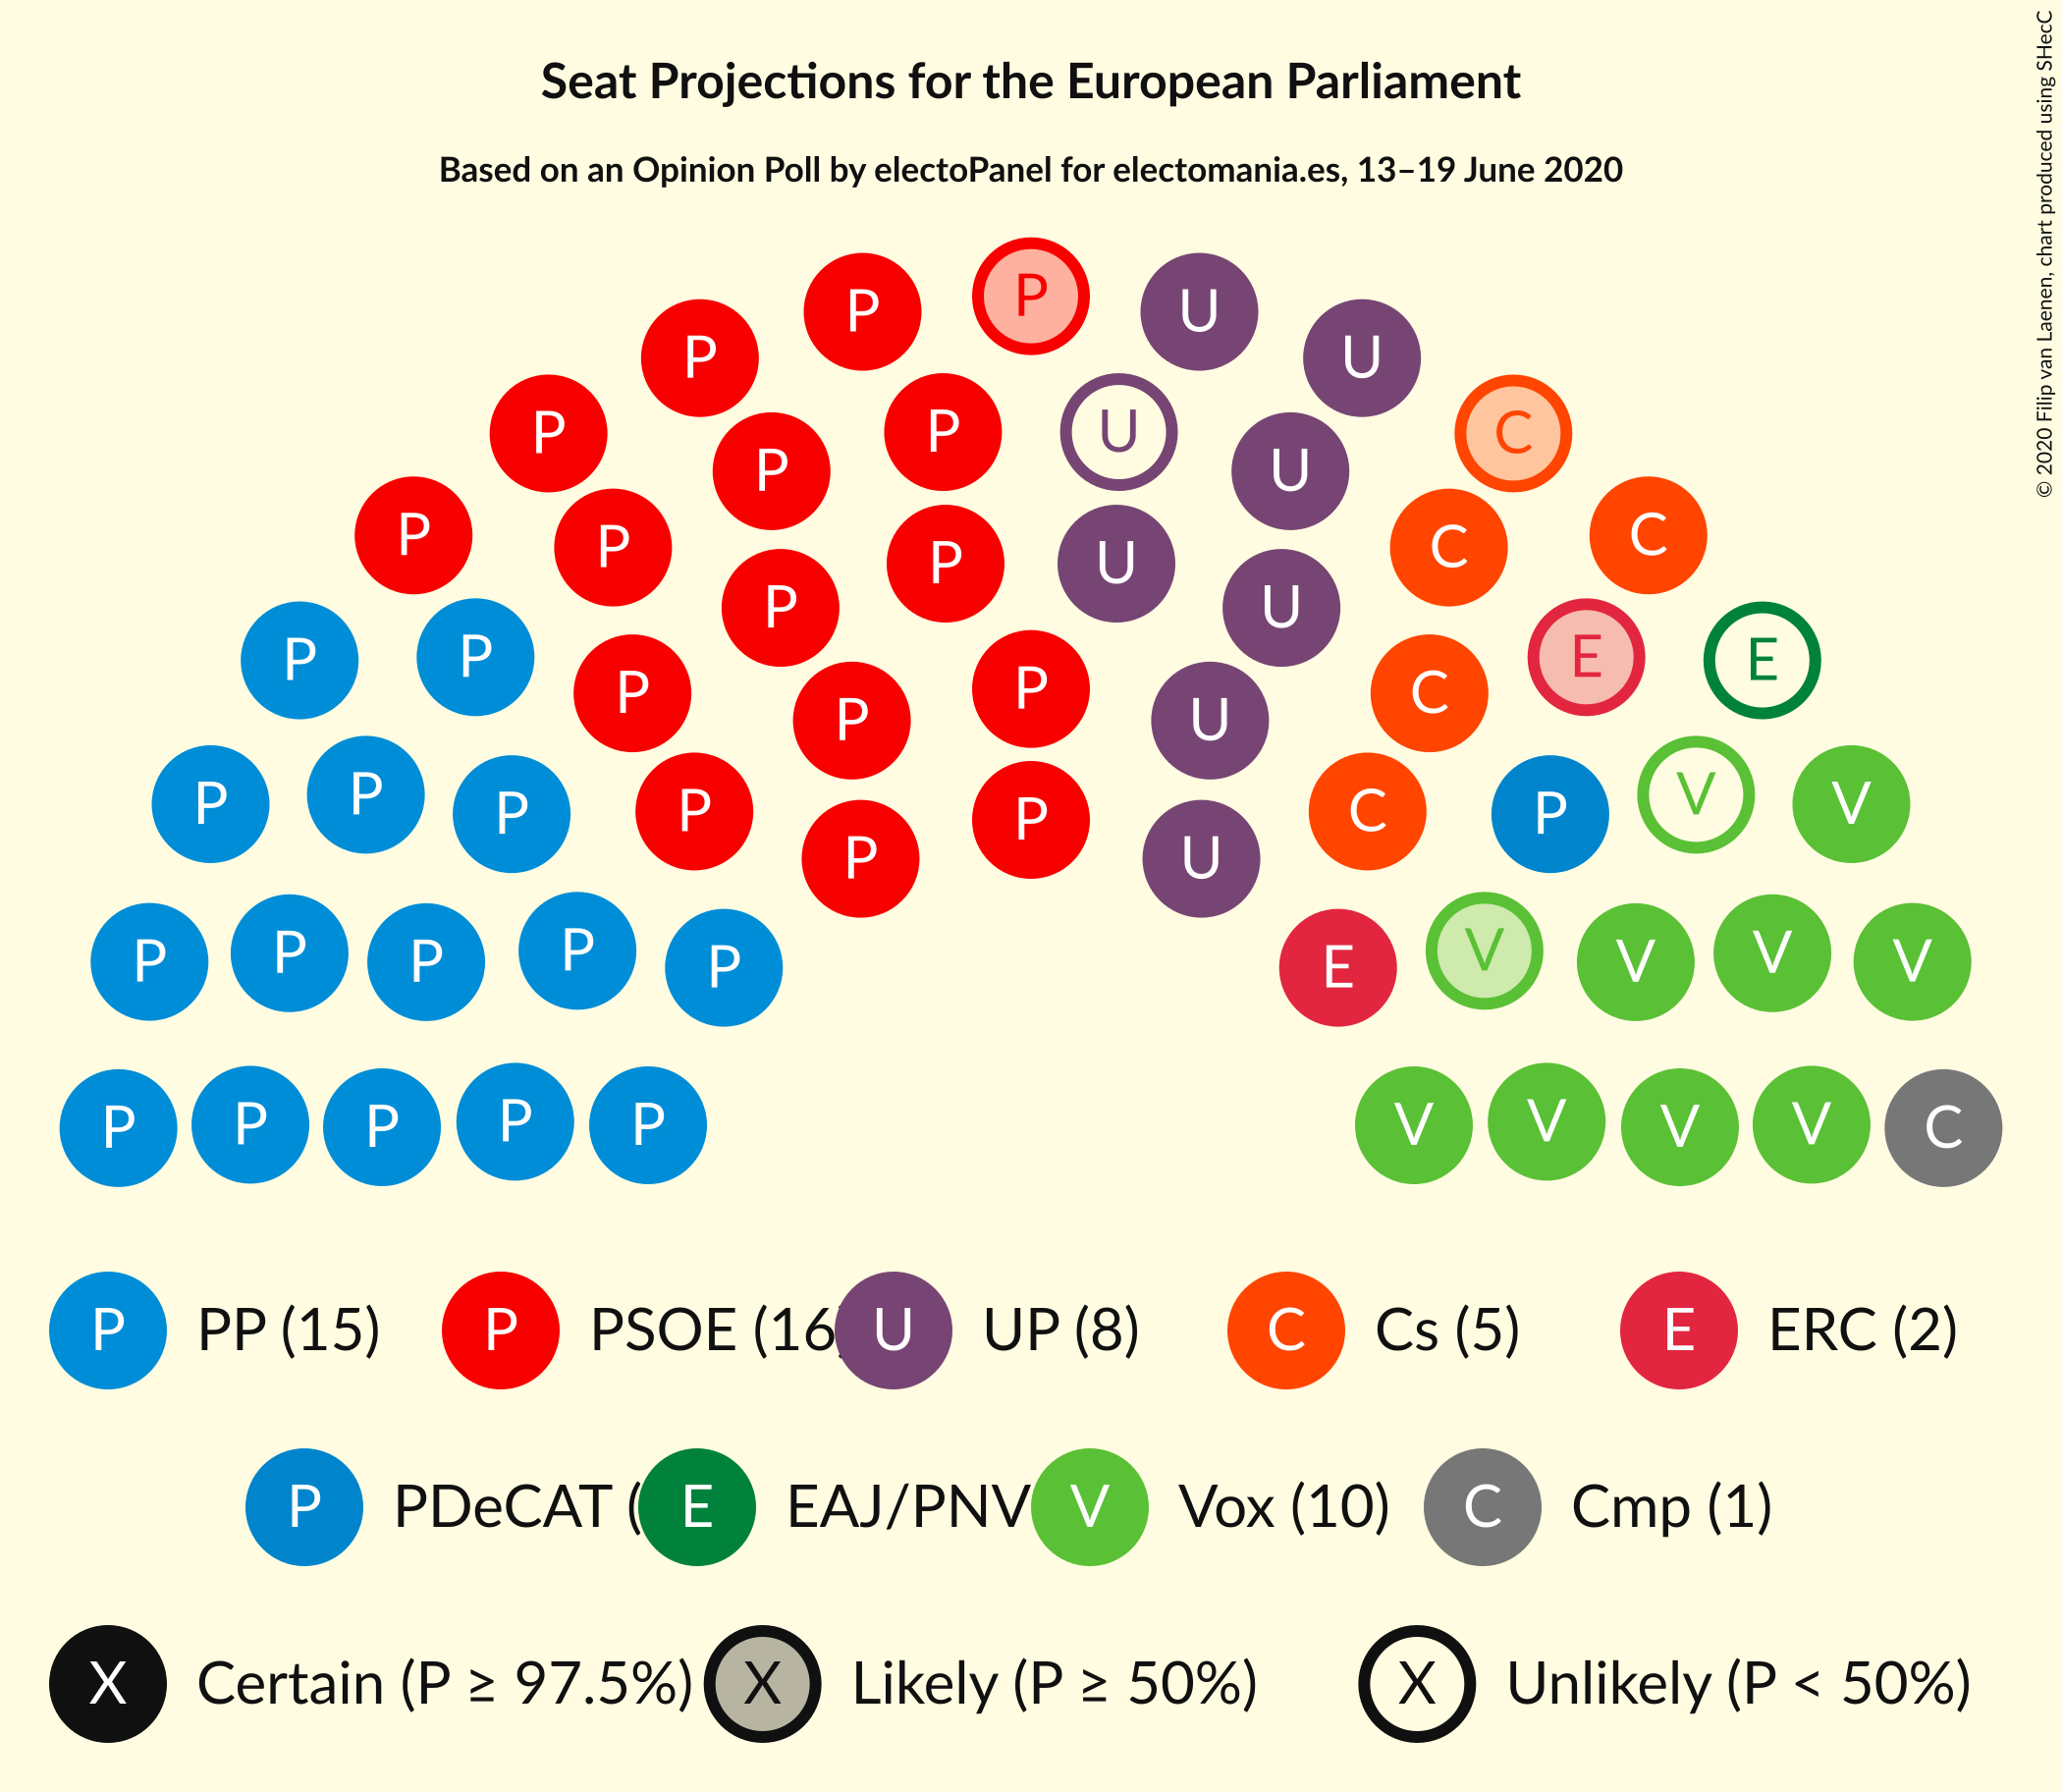 Seat Projections for the European Parliament
Based on an Opinion Poll by electoPanel for electomania.es, 13–19 June 2020
© 2020 Filip van Laenen, chart produced using SHecC
P P P U U
P P U U C
P P P P U C C
P P P P U C E E
P P P P P U C P V V
P P P P P E V V V V
P P P P P V V V V C
P PP (15) P PSOE (16 U UP (8) C Cs (5) E ERC (2)
P PDeCAT ( E EAJ/PNV V Vox (10) C Cmp (1)
X Certain (P ≥ 97.5%) X Likely (P ≥ 50%) X Unlikely (P < 50%)